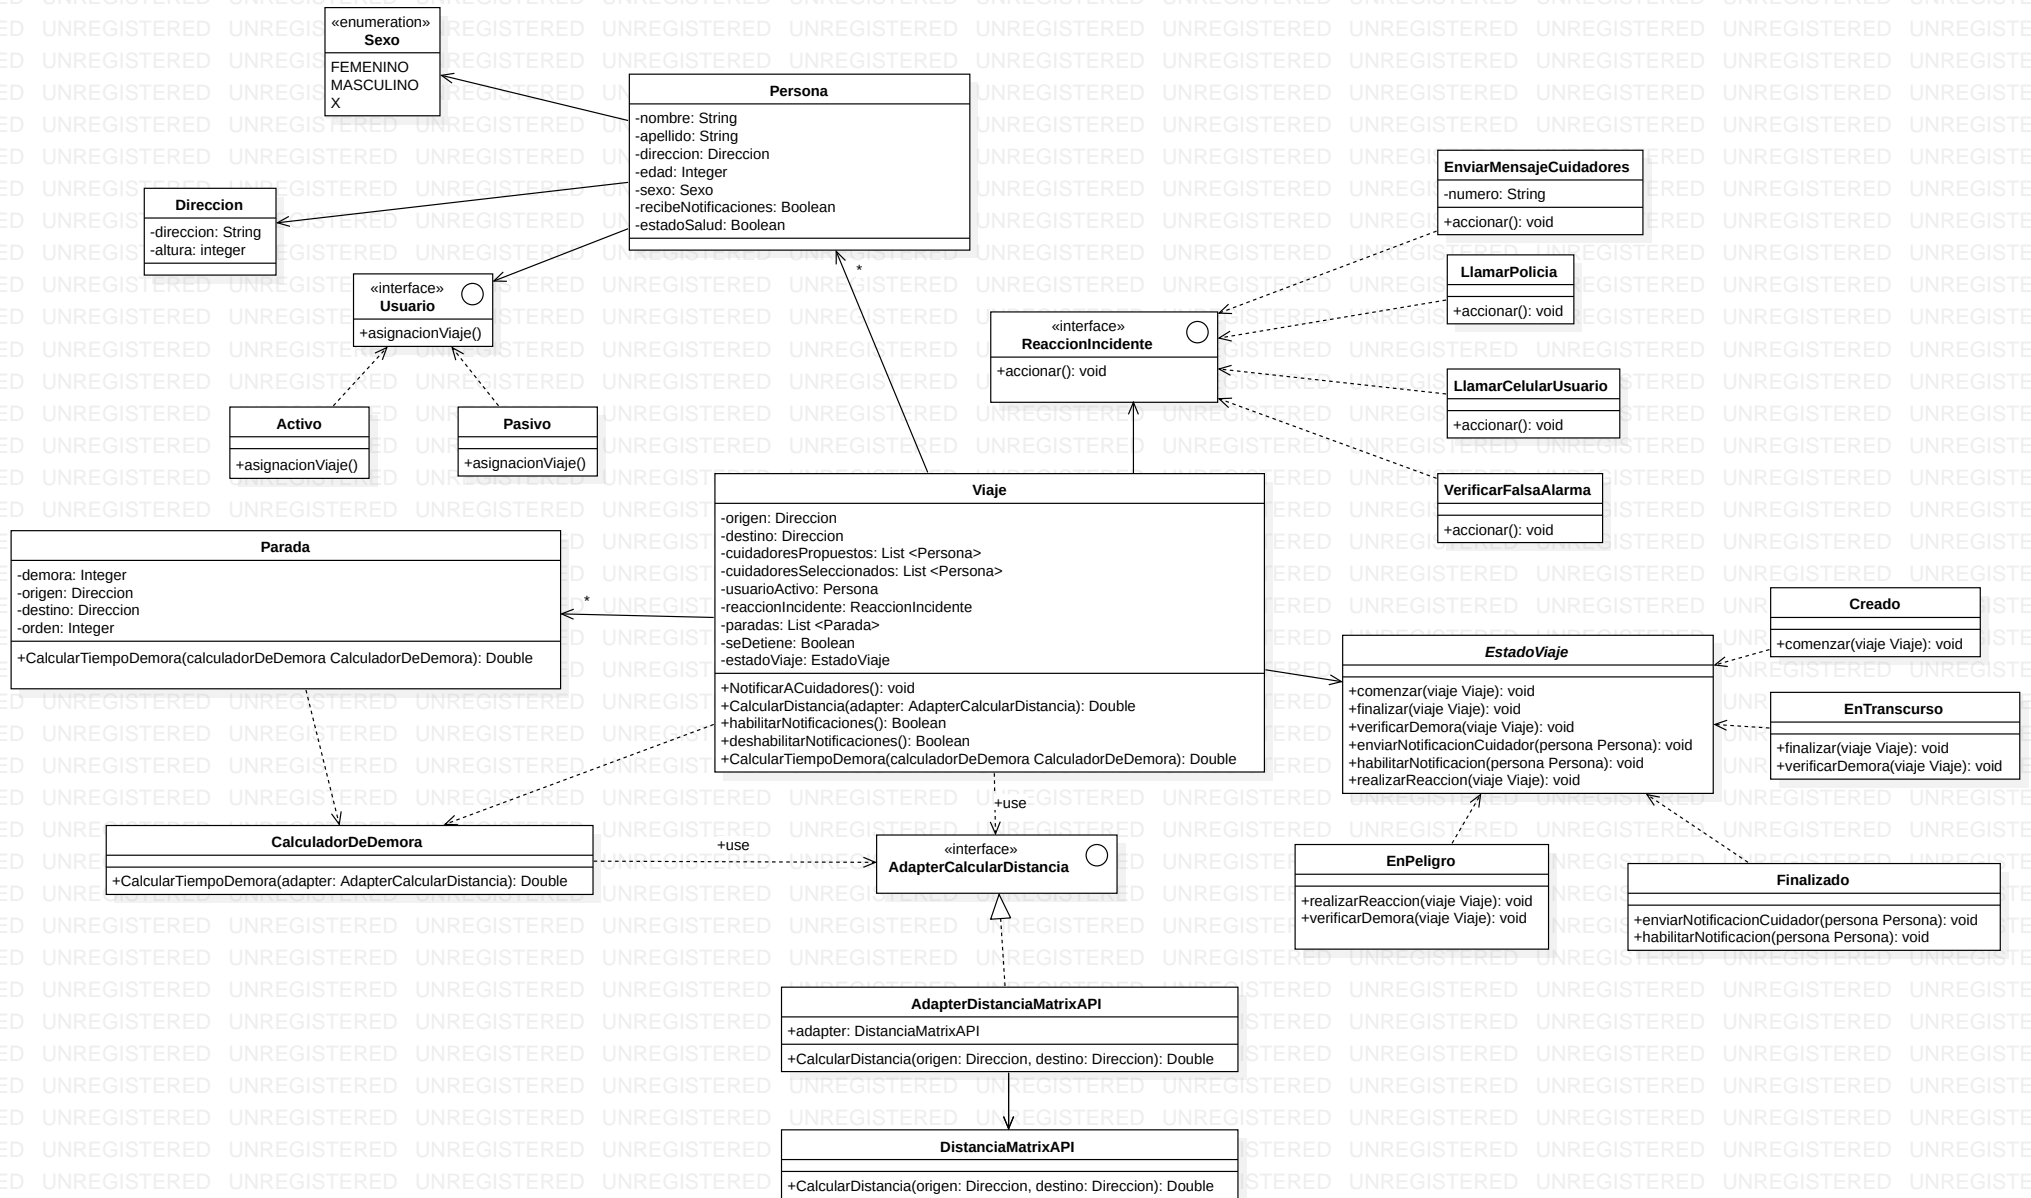 «enumeration»
Sexo
FEMENINO
MASCULINO
X
Persona
-nombre: String
-apellido: String
-direccion: Direccion
-edad: Integer
-sexo: Sexo
-recibeNotificaciones: Boolean
-estadoSalud: Boolean
Direccion
-direccion: String
-altura: integer
«interface»
Usuario
+asignacionViaje()
Activo
+asignacionViaje()
Pasivo
+asignacionViaje()
*
«interface»
ReaccionIncidente
+accionar(): void
EnviarMensajeCuidadores
-numero: String
+accionar(): void
LlamarPolicia
+accionar(): void
LlamarCelularUsuario
+accionar(): void
VerificarFalsaAlarma
+accionar(): void
Viaje
-origen: Direccion
-destino: Direccion
-cuidadoresPropuestos: List <Persona>
-cuidadoresSeleccionados: List <Persona>
-usuarioActivo: Persona
-reaccionIncidente: ReaccionIncidente
-paradas: List <Parada>
-seDetiene: Boolean
-estadoViaje: EstadoViaje
+NotificarACuidadores(): void
+CalcularDistancia(adapter: AdapterCalcularDistancia): Double
+habilitarNotificaciones(): Boolean
+deshabilitarNotificaciones(): Boolean
+CalcularTiempoDemora(calculadorDeDemora CalculadorDeDemora): Double
Parada
-demora: Integer
-origen: Direccion
-destino: Direccion
-orden: Integer
+CalcularTiempoDemora(calculadorDeDemora CalculadorDeDemora): Double
*
EstadoViaje
+comenzar(viaje Viaje): void
+finalizar(viaje Viaje): void
+verificarDemora(viaje Viaje): void
+enviarNotificacionCuidador(persona Persona): void
+habilitarNotificacion(persona Persona): void
+realizarReaccion(viaje Viaje): void
Creado
+comenzar(viaje Viaje): void
EnTranscurso
+finalizar(viaje Viaje): void
+verificarDemora(viaje Viaje): void
EnPeligro
+realizarReaccion(viaje Viaje): void
+verificarDemora(viaje Viaje): void
Finalizado
+enviarNotificacionCuidador(persona Persona): void
+habilitarNotificacion(persona Persona): void
CalculadorDeDemora
+CalcularTiempoDemora(adapter: AdapterCalcularDistancia): Double
+use
+use
«interface»
AdapterCalcularDistancia
AdapterDistanciaMatrixAPI
+adapter: DistanciaMatrixAPI
+CalcularDistancia(origen: Direccion, destino: Direccion): Double
DistanciaMatrixAPI
+CalcularDistancia(origen: Direccion, destino: Direccion): Double
UNREGISTERED